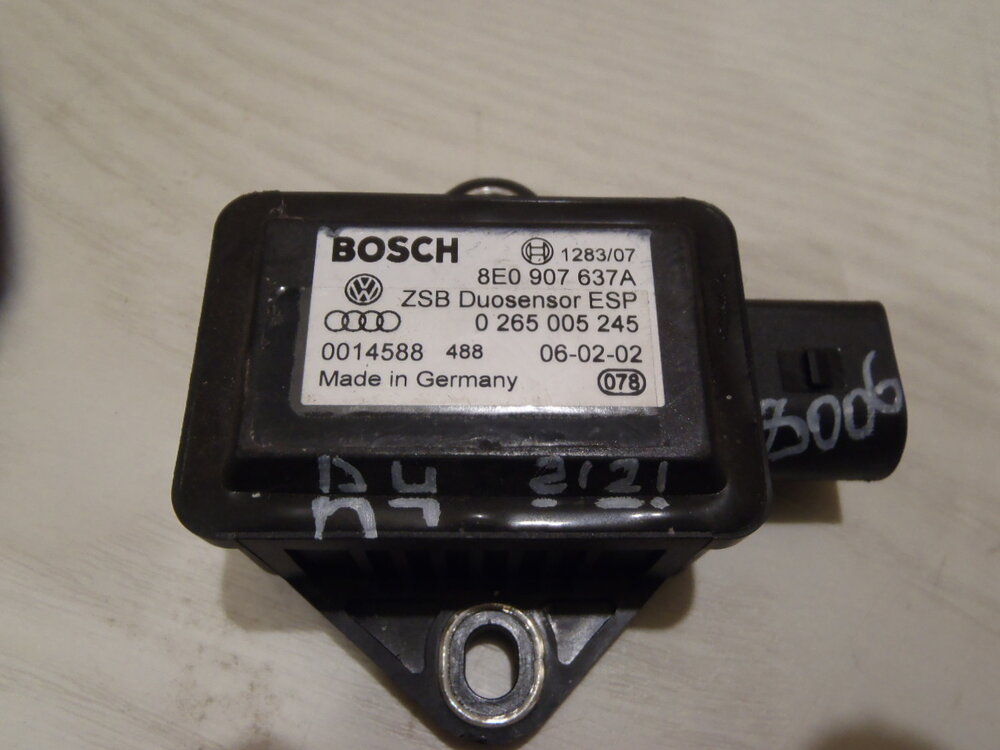 BOSCH 1283/07
8E0 907 637A
ZSB Duosensor ESP
0 265 005 245
0014588 488 06-02-02
Made in Germany 078